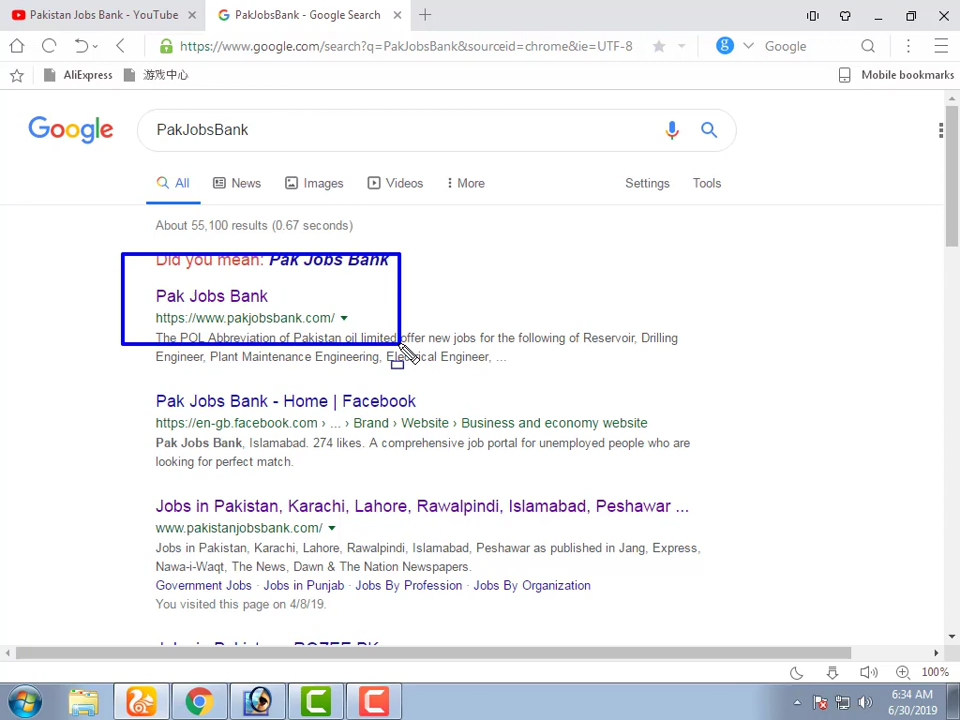 Pakistan Jobs Bank - YouTube
PakJobsBank - Google Search
https://www.google.com/search?q=PakJobsBank&sourceid=chrome&ie=UTF-8
Google
AliExpress
游戏中心
Mobile bookmarks
Google
PakJobsBank
All
News
Images
Videos
More
Settings
Tools
About 55,100 results (0.67 seconds)
Did you mean: Pak Jobs Bank
Pak Jobs Bank
https://www.pakjobsbank.com/
The POL Abbreviation of Pakistan oil limited offer new jobs for the following of Reservoir, Drilling
Engineer, Plant Maintenance Engineering, Electrical Engineer, ...
Pak Jobs Bank - Home | Facebook
https://en-gb.facebook.com › ... › Brand › Website › Business and economy website
Pak Jobs Bank, Islamabad. 274 likes. A comprehensive job portal for unemployed people who are
looking for perfect match.
Jobs in Pakistan, Karachi, Lahore, Rawalpindi, Islamabad, Peshawar ...
www.pakistanjobsbank.com/
Jobs in Pakistan, Karachi, Lahore, Rawalpindi, Islamabad, Peshawar as published in Jang, Express,
Nawa-i-Waqt, The News, Dawn & The Nation Newspapers.
Government Jobs · Jobs in Punjab · Jobs By Profession · Jobs By Organization
You visited this page on 4/8/19.
Jobs in Pakistan - ROZEE.PK
100%
6:34 AM
6/30/2019